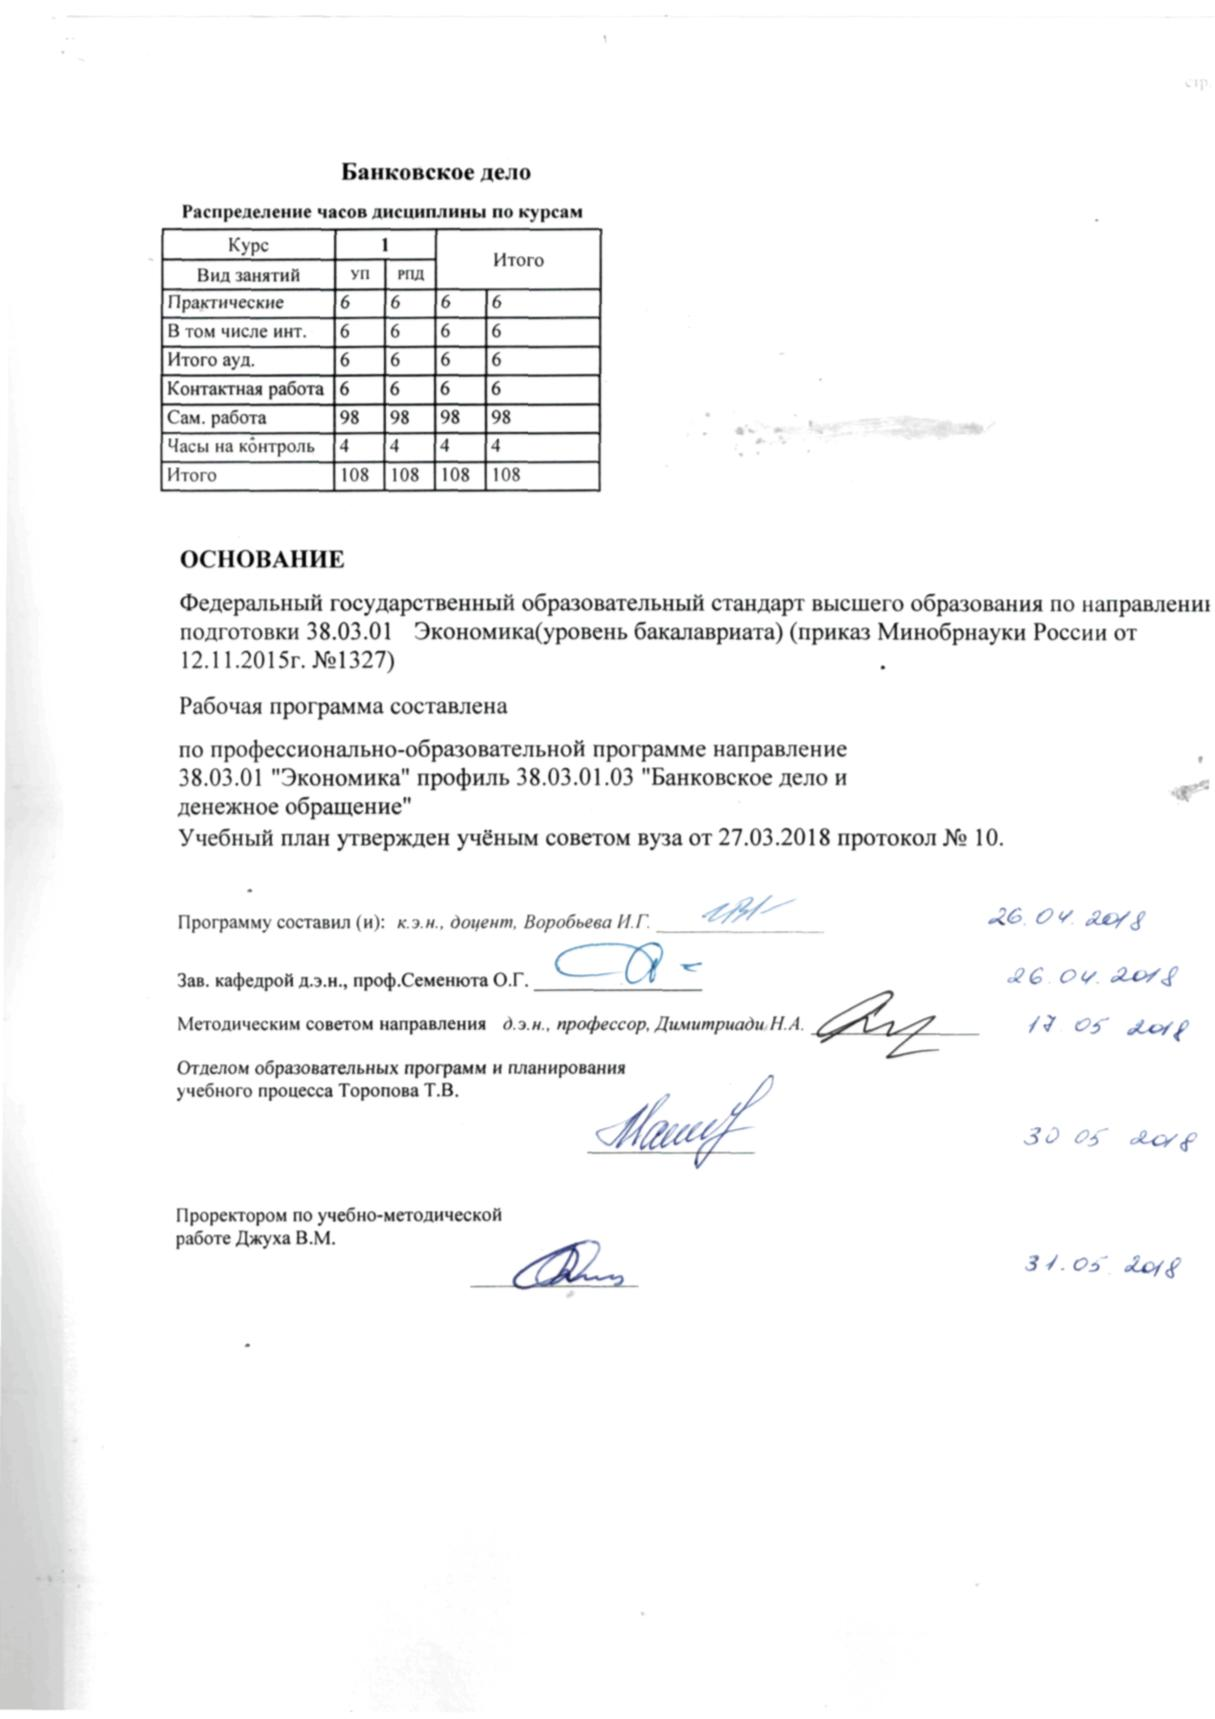 стр.
Банковское дело
Распределение часов дисциплины по курсам
Курс 1 Итого
Вид занятий УП РПД
Практические 6 6 6 6
В том числе инт. 6 6 6 6
Итого ауд. 6 6 6 6
Контактная работа 6 6 6 6
Сам. работа 98 98 98 98
Часы на контроль 4 4 4 4
Итого 108 108 108 108
ОСНОВАНИЕ
Федеральный государственный образовательный стандарт высшего образования по
подготовки 38.03.01 Экономика(уровень бакалавриата) (приказ Минобрнауки России от
12.11.2015г. №1327)
Рабочая программа составлена
по профессионально-образовательной программе направление
38.03.01 "Экономика" профиль 38.03.01.03 "Банковское дело и
денежное обращение"
Учебный план утвержден учёным советом вуза от 27.03.2018 протокол № 10.
Программу составил (и): к.э.н., доцент, Воробьева И.Г. 26.04.2018
Зав. кафедрой д.э.н., проф.Семенюта О.Г. 26.04.2018
Методическим советом направления д.э.н., профессор, Димитриади Н.А. 17 05 2018
Отделом образовательных программ и планирования
учебного процесса Торопова Т.В.
30 05 2018
Проректором по учебно-методической
работе Джуха В.М.
31.05.2018